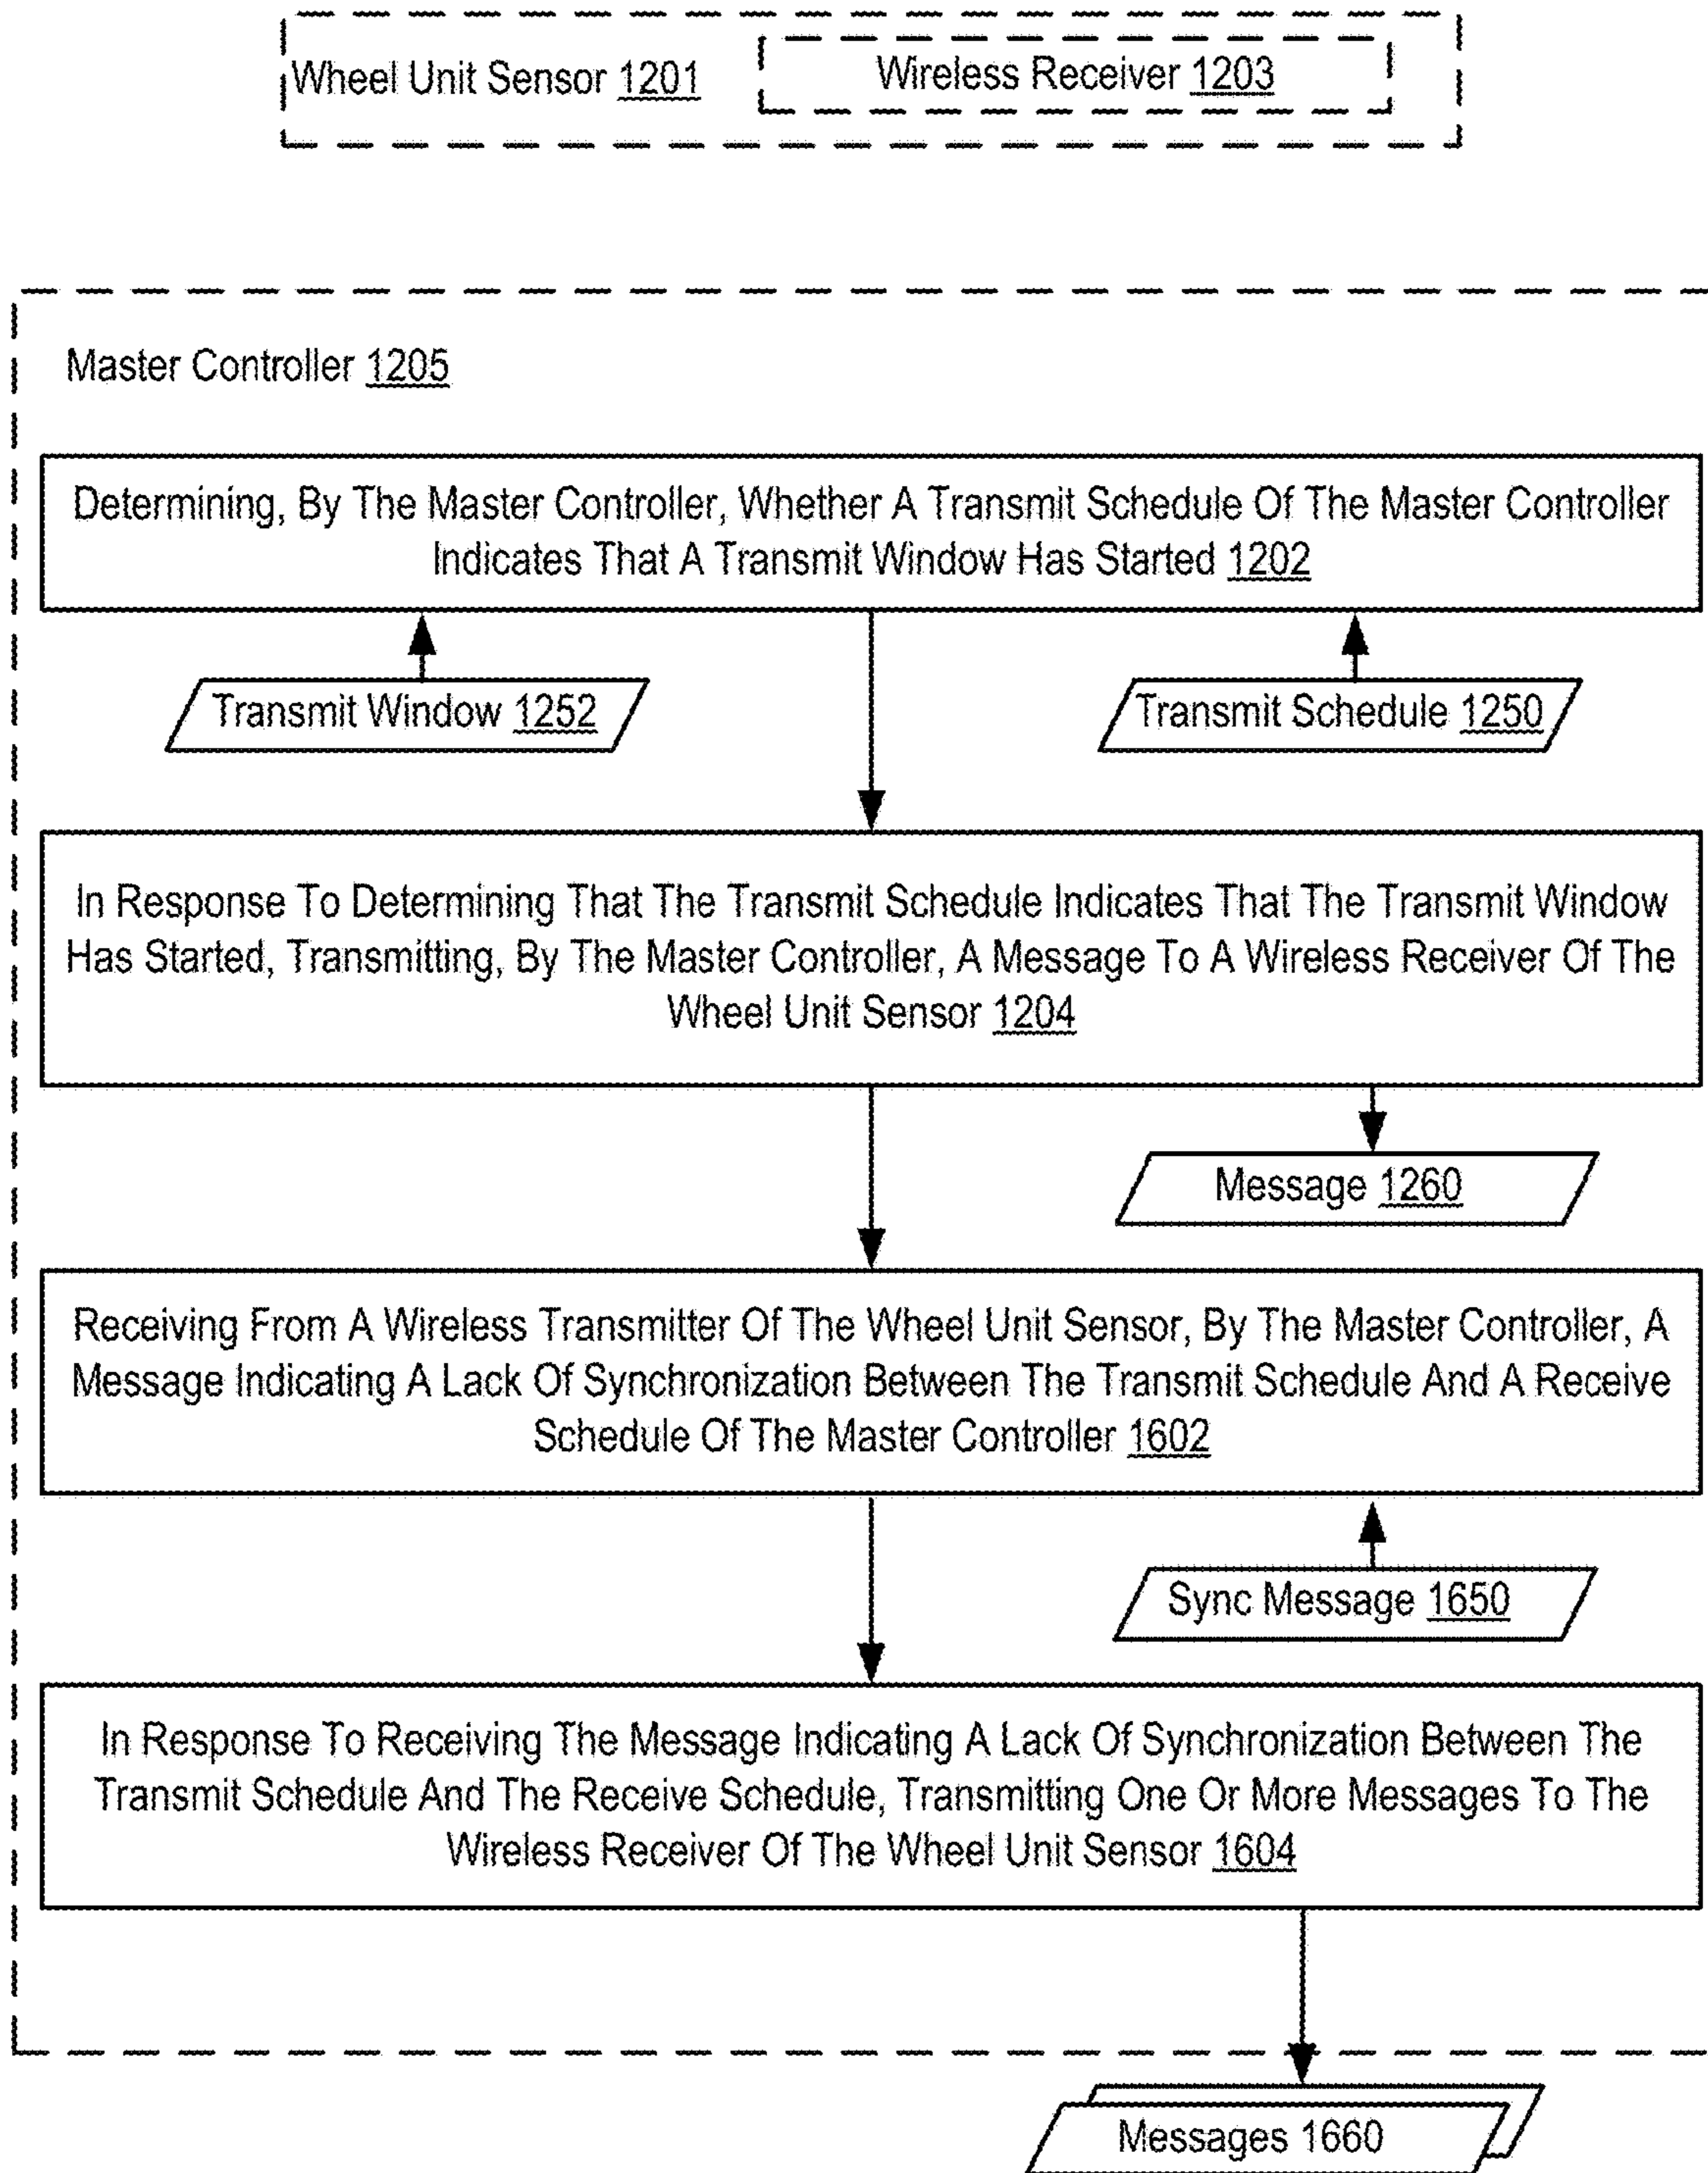 Wheel Unit Sensor 1201
Wireless Receiver 1203
Master Controller 1205
Determining, By The Master Controller, Whether A Transmit Schedule Of The Master Controller
Indicates That A Transmit Window Has Started 1202
Transmit Window 1252
Transmit Schedule 1250
In Response To Determining That The Transmit Schedule Indicates That The Transmit Window
Has Started, Transmitting, By The Master Controller, A Message To A Wireless Receiver Of The
Wheel Unit Sensor 1204
Message 1260
Receiving From A Wireless Transmitter Of The Wheel Unit Sensor, By The Master Controller, A
Message Indicating A Lack Of Synchronization Between The Transmit Schedule And A Receive
Schedule Of The Master Controller 1602
Sync Message 1650
In Response To Receiving The Message Indicating A Lack Of Synchronization Between The
Transmit Schedule And The Receive Schedule, Transmitting One Or More Messages To The
Wireless Receiver Of The Wheel Unit Sensor 1604
Messages 1660